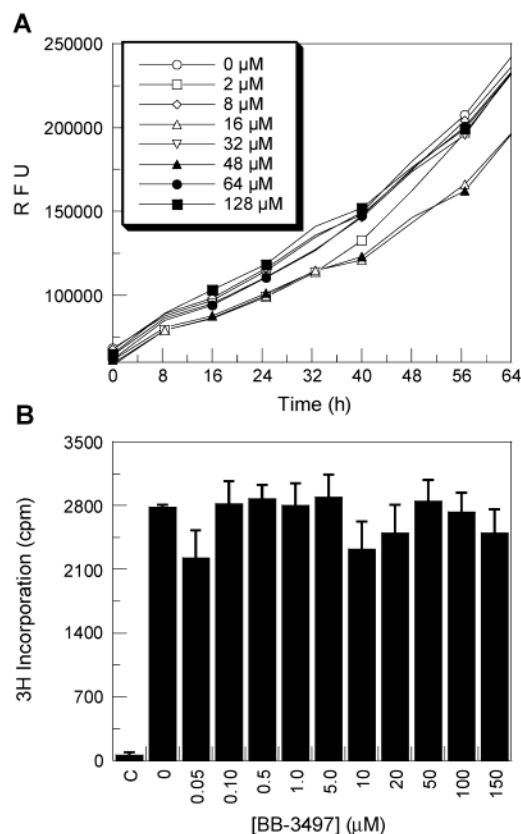 A
250000
200000
150000
100000
R F U
0 µM
2 µM
8 µM
16 µM
32 µM
48 µM
64 µM
128 µM
0 8 16 24 32 40 48 56 64
Time (h)
B
3500
2800
2100
1400
700
0
3H Incorporation (cpm)
C 0 0.05 0.10 0.5 1.0 5.0 10 20 50 100 150
[BB-3497] (µM)